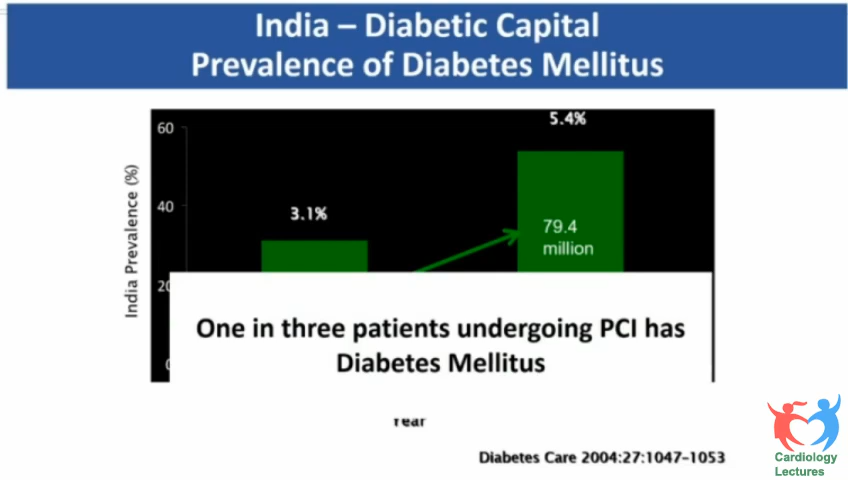 India – Diabetic Capital
Prevalence of Diabetes Mellitus
India Prevalence (%)
60
40
20
3.1%
5.4%
79.4
million
One in three patients undergoing PCI has
Diabetes Mellitus
Year
Diabetes Care 2004:27:1047-1053
Cardiology
Lectures